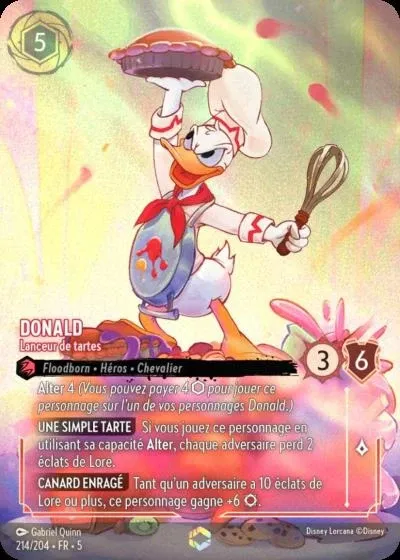 5
DONALD
Lanceur de tartes
Floodborn • Héros • Chevalier
3
6
Alter 4 (Vous pouvez payer 4 pour jouer ce
personnage sur l'un de vos personnages Donald.)
UNE SIMPLE TARTE Si vous jouez ce personnage en
utilisant sa capacité Alter, chaque adversaire perd 2
éclats de Lore.
CANARD ENRAGÉ Tant qu'un adversaire a 10 éclats de
Lore ou plus, ce personnage gagne +6 .
Gabriel Quinn
Disney Lorcana ©Disney
214/204 • FR • 5